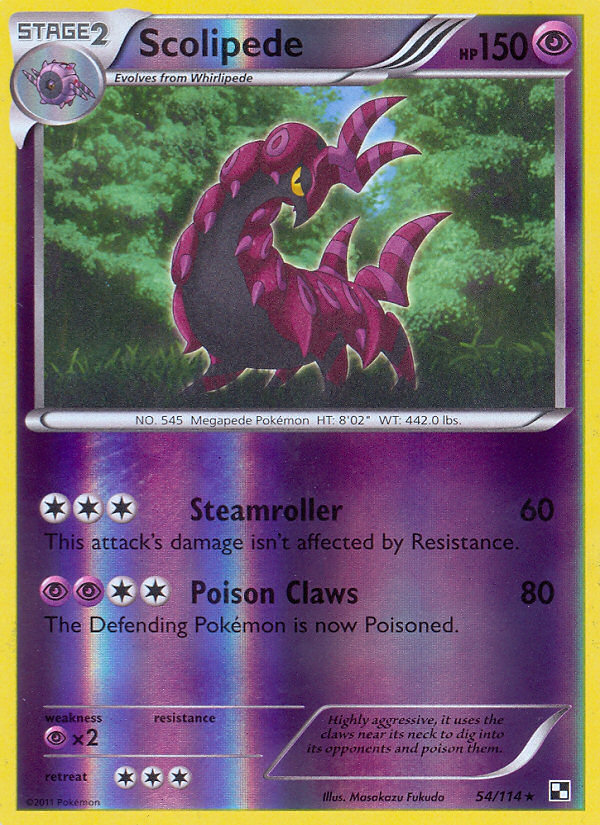 STAGE2
Scolipede
HP150
Evolves from Whirlipede
NO. 545 Megapede Pokémon HT: 8'02" WT: 442.0 lbs.
Steamroller 60
This attack's damage isn't affected by Resistance.
Poison Claws 80
The Defending Pokémon is now Poisoned.
weakness resistance
×2
Highly aggressive, it uses the
claws near its neck to dig into
its opponents and poison them.
retreat
©2011 Pokémon
Illus. Masakazu Fukuda 54/114★